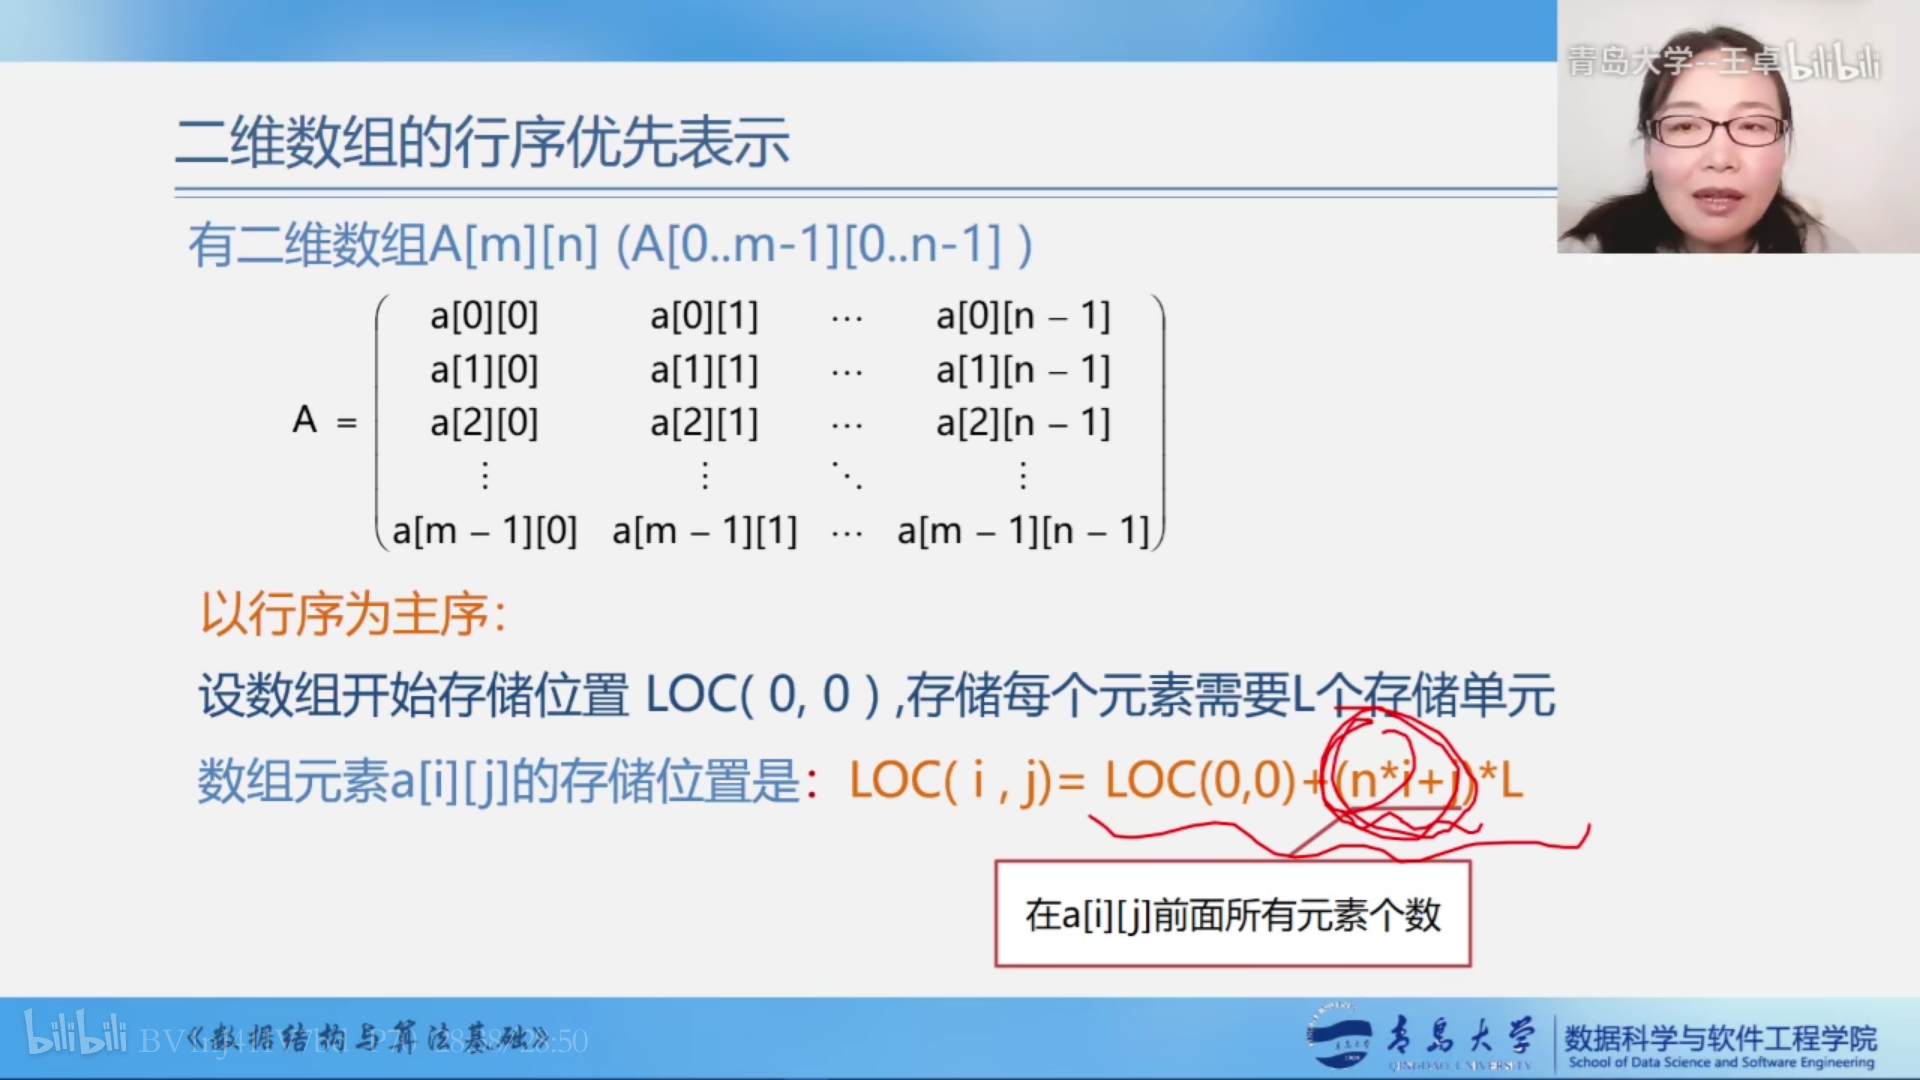 青岛大学--王卓 bilibili
二维数组的行序优先表示
有二维数组A[m][n] (A[0..m-1][0..n-1] )
a[0][0] a[0][1] ⋯ a[0][n − 1]
a[1][0] a[1][1] ⋯ a[1][n − 1]
A = a[2][0] a[2][1] ⋯ a[2][n − 1]
⋮ ⋮ ⋱ ⋮
a[m − 1][0] a[m − 1][1] ⋯ a[m − 1][n − 1]
以行序为主序：
设数组开始存储位置 LOC( 0, 0 ) ,存储每个元素需要L个存储单元
数组元素a[i][j]的存储位置是：LOC( i , j)= LOC(0,0)+(n*i+j)*L
在a[i][j]前面所有元素个数
bilibili
《数据结构与算法基础》
青岛大学
QINGDAO UNIVERSITY
数据科学与软件工程学院
School of Data Science and Software Engineering